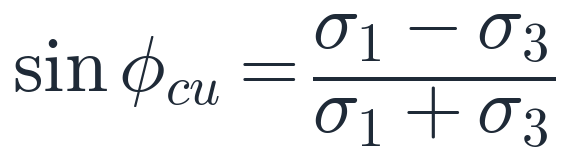 sin ϕ_cu = (σ₁ − σ₃) / (σ₁ + σ₃)